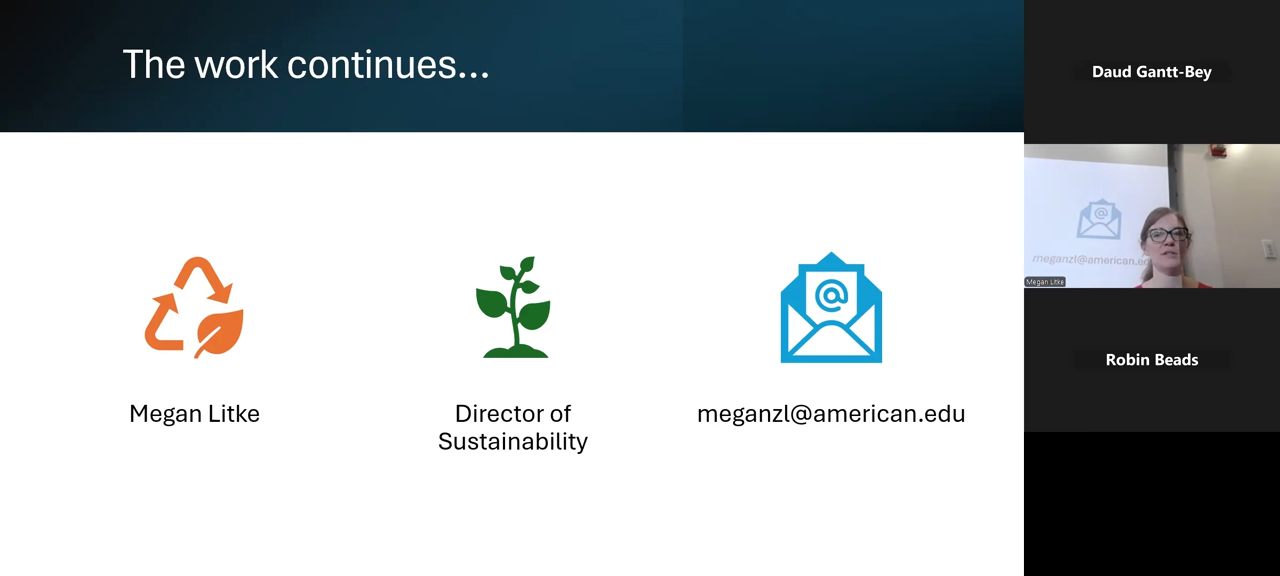 The work continues...
Megan Litke
Director of
Sustainability
meganzl@american.edu
Daud Gantt-Bey
@
meganzl@american.ed
Megan Litke
Robin Beads